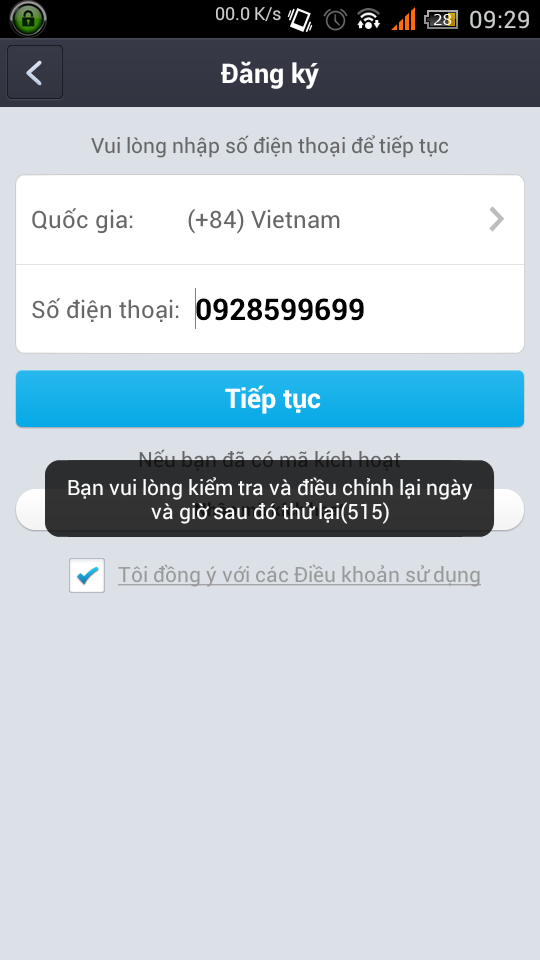 00.0 K/s 28 09:29
Đăng ký
Vui lòng nhập số điện thoại để tiếp tục
Quốc gia: (+84) Vietnam
Số điện thoại: 0928599699
Tiếp tục
Nếu bạn đã có mã kích hoạt
Bạn vui lòng kiểm tra và điều chỉnh lại ngày
và giờ sau đó thử lại(515)
Tôi đồng ý với các Điều khoản sử dụng